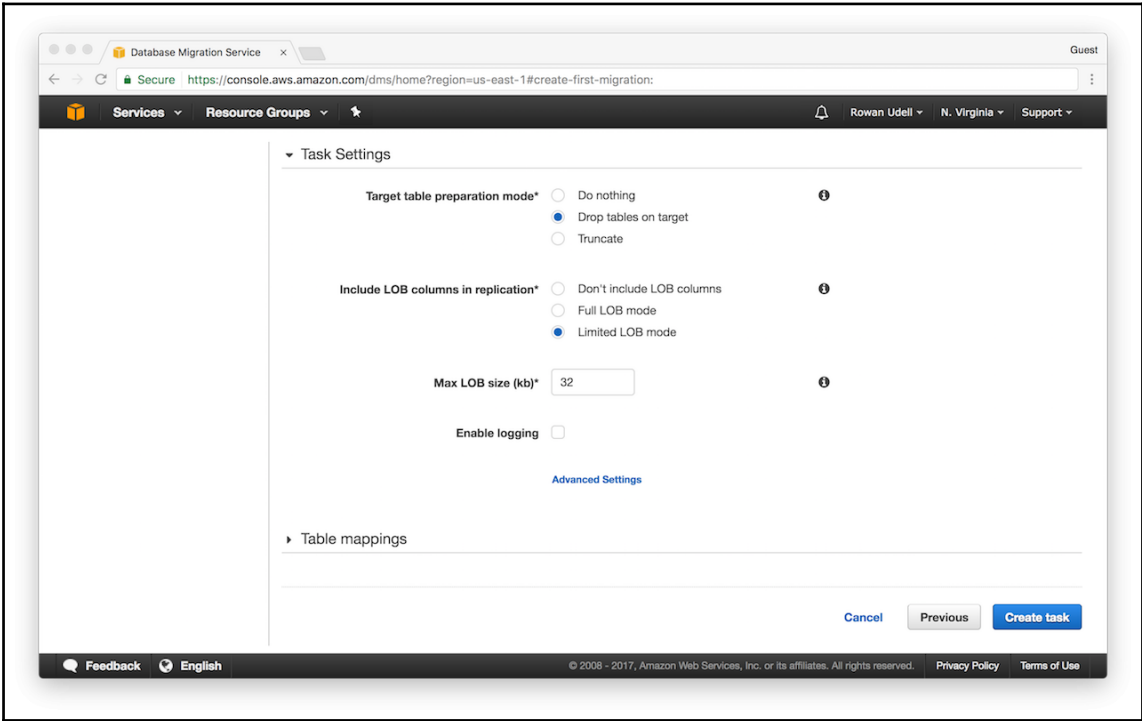 Database Migration Service
Guest
Secure https://console.aws.amazon.com/dms/home?region=us-east-1#create-first-migration:
Services Resource Groups Rowan Udell N. Virginia Support
Task Settings
Target table preparation mode* Do nothing
Drop tables on target
Truncate
Include LOB columns in replication* Don't include LOB columns
Full LOB mode
Limited LOB mode
Max LOB size (kb)* 32
Enable logging
Advanced Settings
Table mappings
Cancel Previous Create task
Feedback English © 2008 - 2017, Amazon Web Services, Inc. or its affiliates. All rights reserved. Privacy Policy Terms of Use